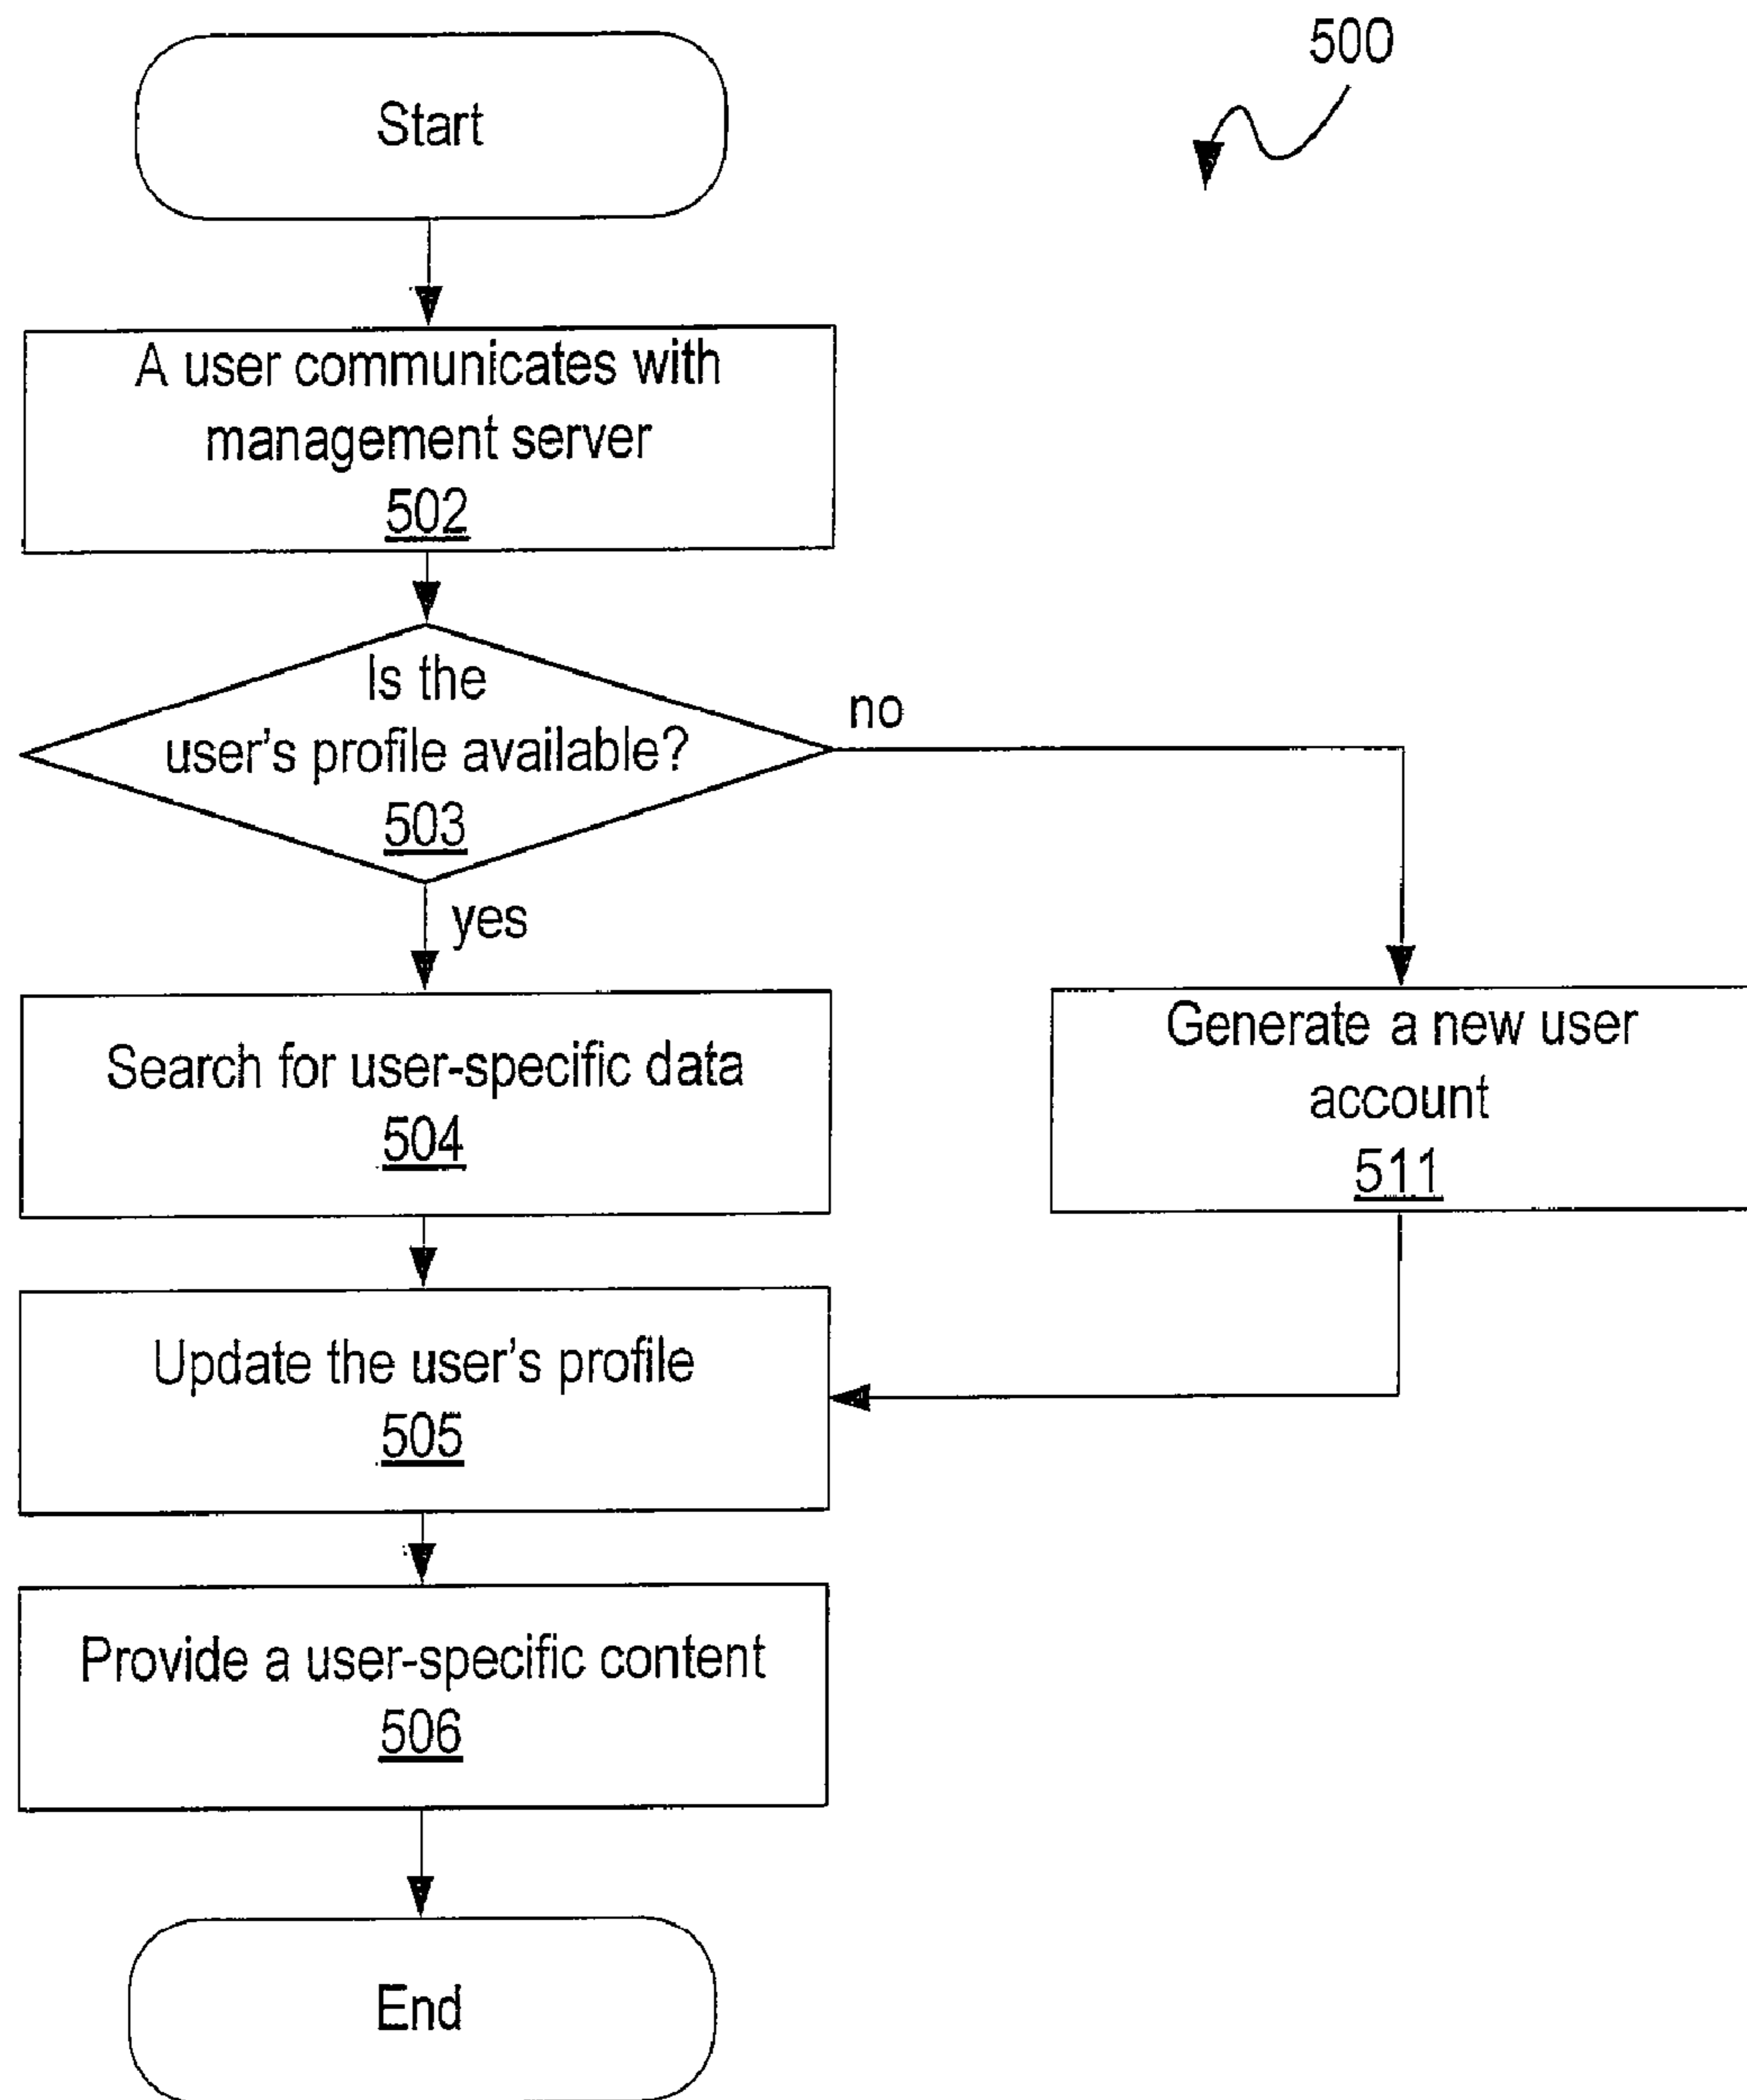 500
Start
A user communicates with
management server
502
Is the
user's profile available?
503
no
yes
Search for user-specific data
504
Generate a new user
account
511
Update the user's profile
505
Provide a user-specific content
506
End